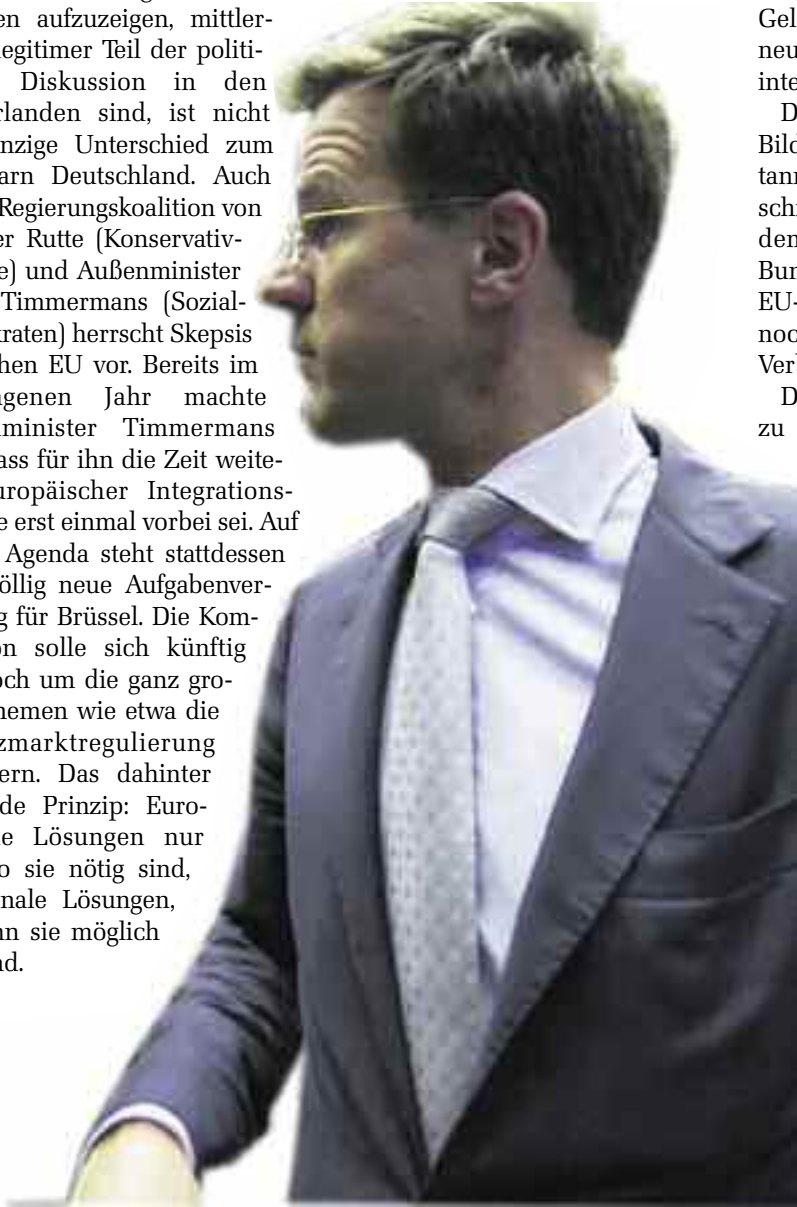 en aufzuzeigen, mittler-
legitimer Teil der politi-
Diskussion in den
rlanden sind, ist nicht
nzige Unterschied zum
arn Deutschland. Auch
Regierungskoalition von
er Rutte (Konservativ-
e) und Außenminister
Timmermans (Sozial-
kraten) herrscht Skepsis
hen EU vor. Bereits im
genen Jahr machte
minister Timmermans
ass für ihn die Zeit weite-
uropäischer Integrations-
e erst einmal vorbei sei. Auf
Agenda steht stattdessen
öllig neue Aufgabenver-
g für Brüssel. Die Kom-
on solle sich künftig
och um die ganz gro-
hemen wie etwa die
zmarktregulierung
ern. Das dahinter
de Prinzip: Euro-
e Lösungen nur
o sie nötig sind,
nale Lösungen,
nn sie möglich
nd.
Gel
neu
inte
D
Bild
tann
schi
den
Bun
EU-
noo
Ver
D
zu